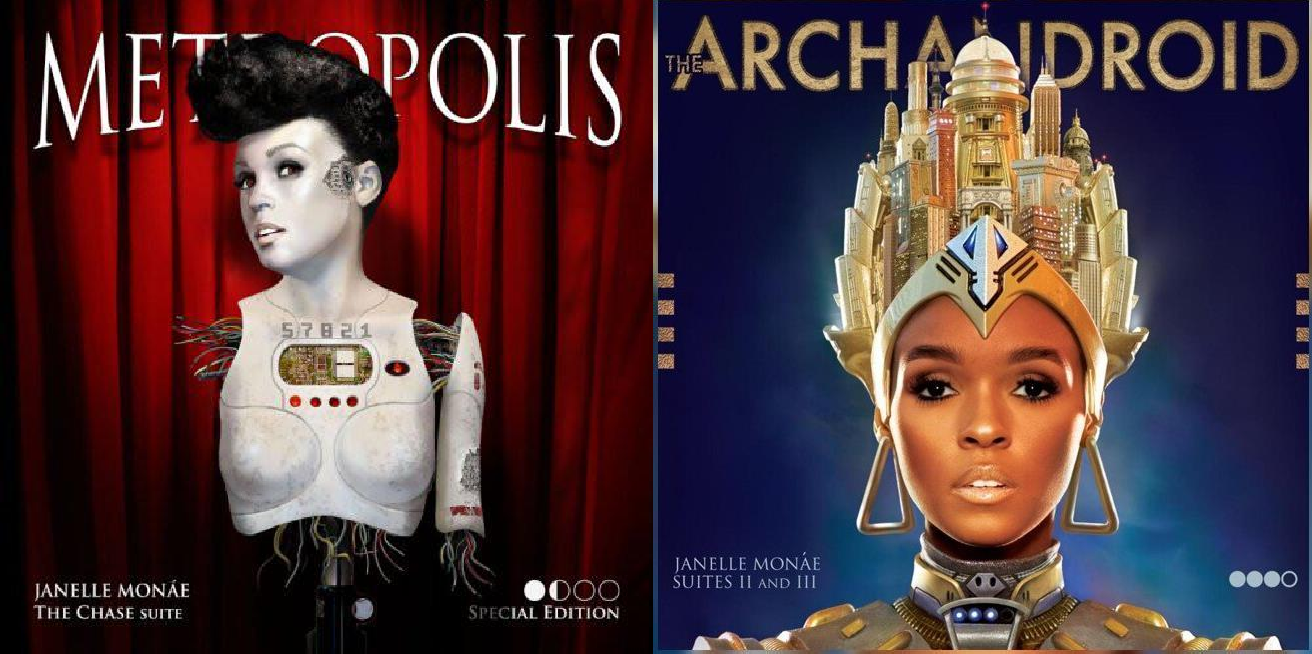 METROPOLIS
57821
JANELLE MONÁE
THE CHASE SUITE
SPECIAL EDITION
THE ARCHANDROID
JANELLE MONÁE
SUITES II AND III